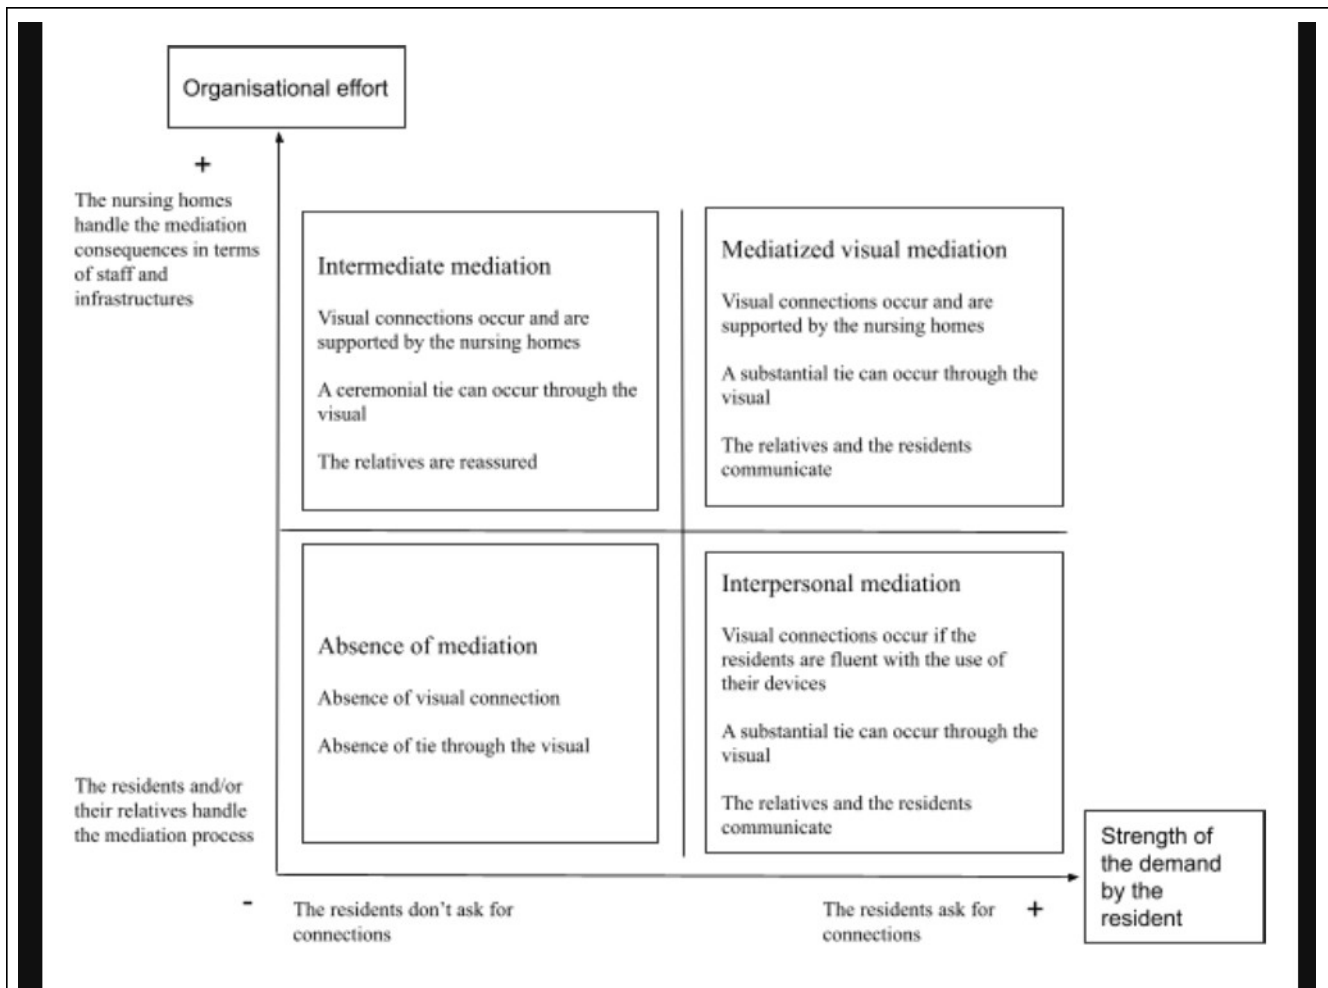 Organisational effort
+
The nursing homes
handle the mediation
consequences in terms
of staff and
infrastructures
Intermediate mediation
Visual connections occur and are
supported by the nursing homes
A ceremonial tie can occur through the
visual
The relatives are reassured
Mediatized visual mediation
Visual connections occur and are
supported by the nursing homes
A substantial tie can occur through the
visual
The relatives and the residents
communicate
Absence of mediation
Absence of visual connection
Absence of tie through the visual
Interpersonal mediation
Visual connections occur if the
residents are fluent with the use of
their devices
A substantial tie can occur through the
visual
The relatives and the residents
communicate
The residents and/or
their relatives handle
the mediation process
-
The residents don't ask for
connections
The residents ask for
connections
+
Strength of
the demand
by the
resident